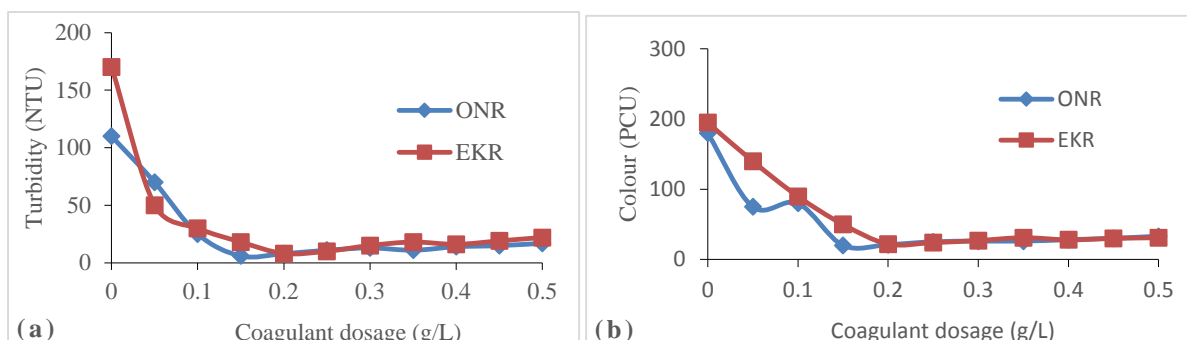 200
150
100
50
0
Turbidity (NTU)
ONR
EKR
0 0.1 0.2 0.3 0.4 0.5
(a) Coagulant dosage (g/L)
300
200
100
0
Colour (PCU)
ONR
EKR
0 0.1 0.2 0.3 0.4 0.5
(b) Coagulant dosage (g/L)